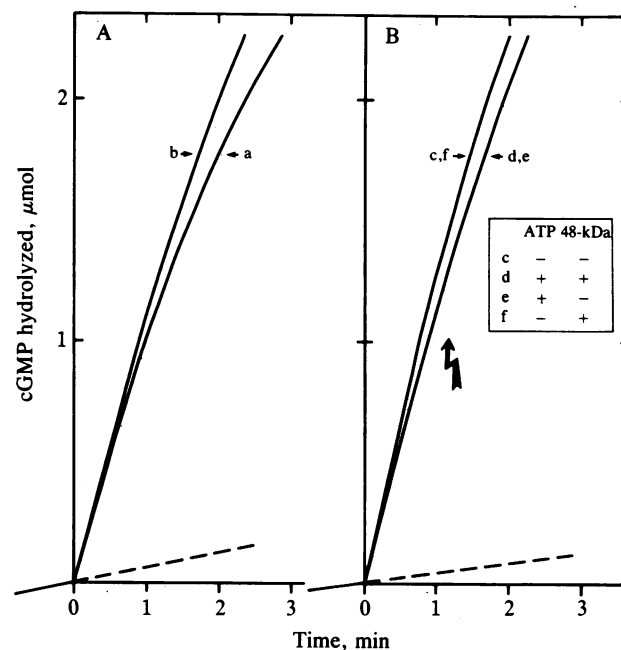 A
B
2
b
a
c,f
d,e
ATP 48-kDa
c − −
d + +
e + −
f − +
1
cGMP hydrolyzed, μmol
0 1 2 3 0 1 2 3
Time, min